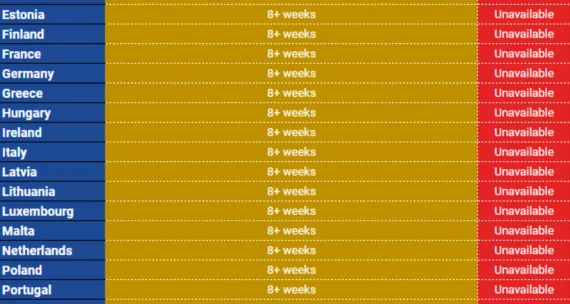 Estonia 8+ weeks Unavailable
Finland 8+ weeks Unavailable
France 8+ weeks Unavailable
Germany 8+ weeks Unavailable
Greece 8+ weeks Unavailable
Hungary 8+ weeks Unavailable
Ireland 8+ weeks Unavailable
Italy 8+ weeks Unavailable
Latvia 8+ weeks Unavailable
Lithuania 8+ weeks Unavailable
Luxembourg 8+ weeks Unavailable
Malta 8+ weeks Unavailable
Netherlands 8+ weeks Unavailable
Poland 8+ weeks Unavailable
Portugal 8+ weeks Unavailable